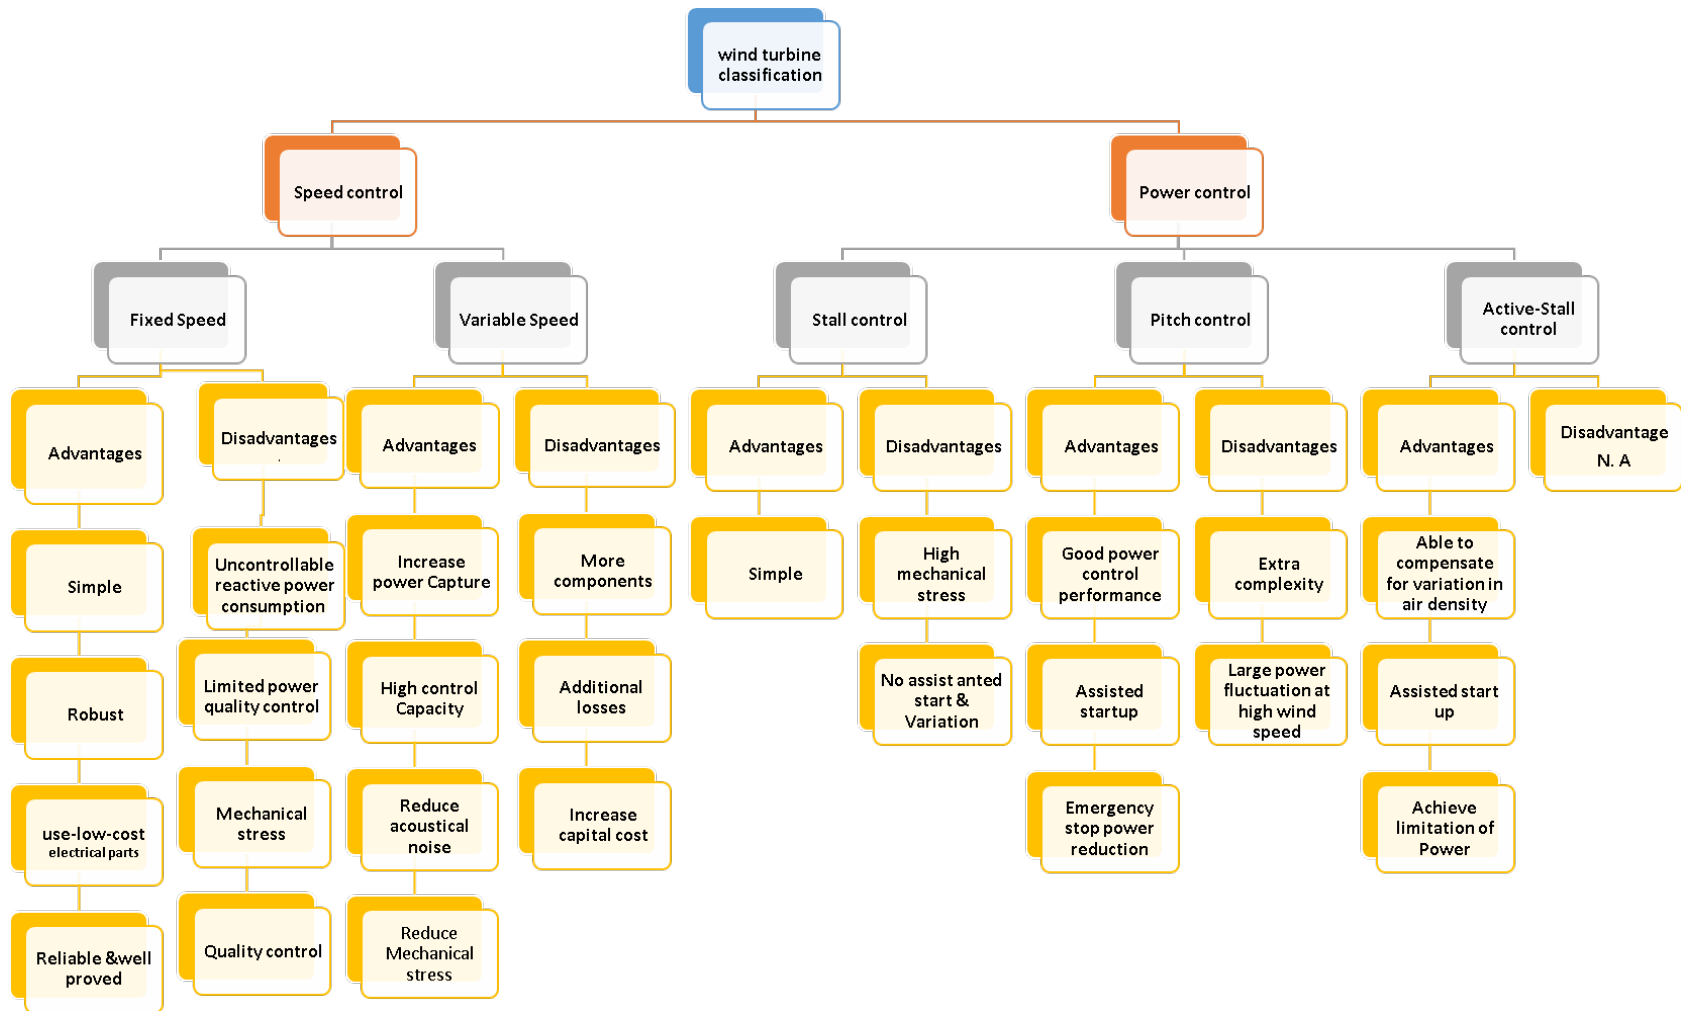 wind turbine
classification
Speed control
Power control
Fixed Speed
Variable Speed
Stall control
Pitch control
Active-Stall
control
Advantages
Disadvantages
.
Advantages
Disadvantages
Advantages
Disadvantages
Advantages
Disadvantages
Advantages
Disadvantage
N. A
Simple
Uncontrollable
reactive power
consumption
Increase
power Capture
More
components
Simple
High
mechanical
stress
Good power
control
performance
Extra
complexity
Able to
compensate
for variation in
air density
Robust
Limited power
quality control
High control
Capacity
Additional
losses
No assist anted
start &
Variation
Assisted
startup
Large power
fluctuation at
high wind
speed
Assisted start
up
use-low-cost
electrical parts
Mechanical
stress
Reduce
acoustical
noise
Increase
capital cost
Emergency
stop power
reduction
Achieve
limitation of
Power
Reliable &well
proved
Quality control
Reduce
Mechanical
stress